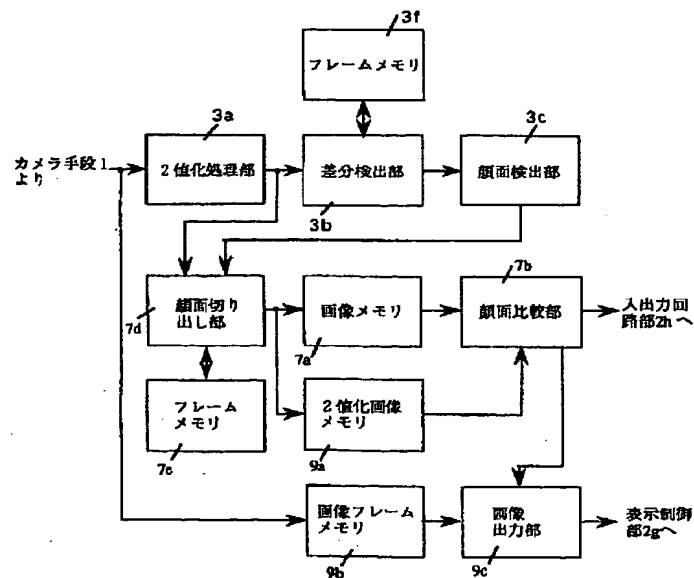 3f
フレームメモリ
3a
3c
カメラ手段1
より
2値化処理部
差分検出部
顔面検出部
3b
7b
顔面切り
出し部
画像メモリ
顔面比較部
入出力回
路部2hへ
7d
7a
フレーム
メモリ
2値化画像
メモリ
7e
9a
画像フレーム
メモリ
画像
出力部
表示制御
部2gへ
9b
9c